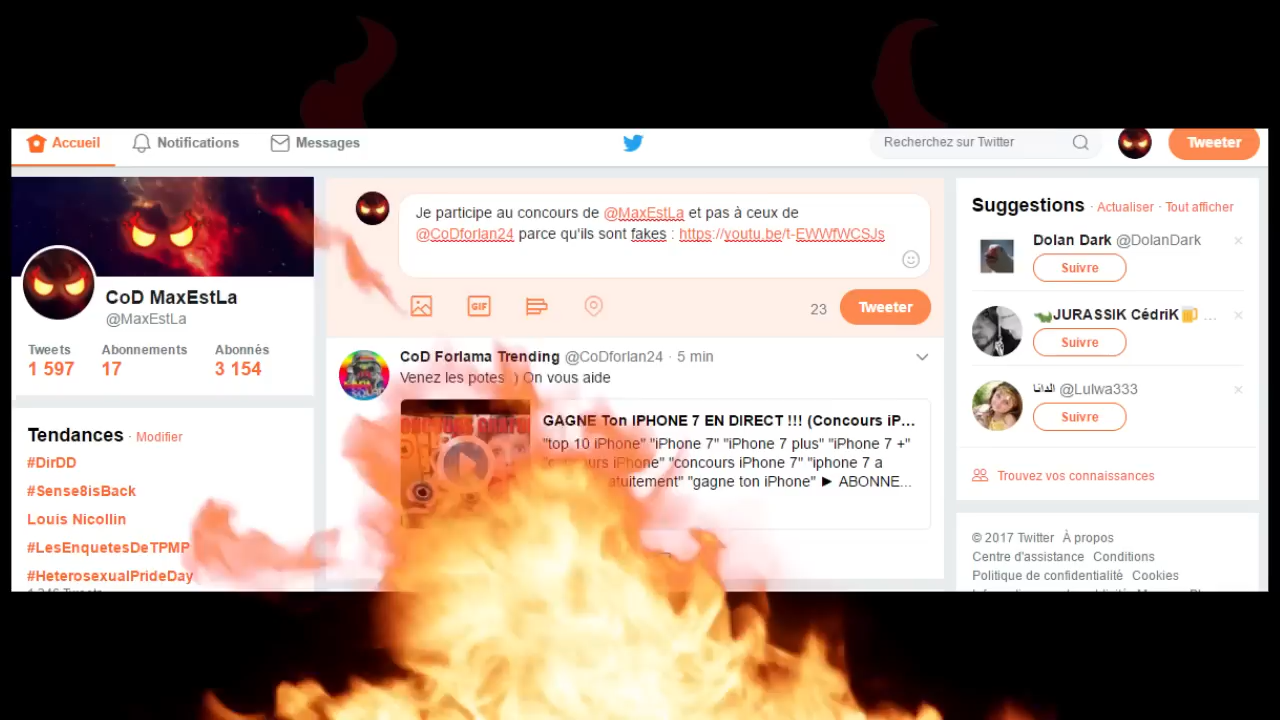 Accueil
Notifications
Messages
Recherchez sur Twitter
Tweeter
CoD MaxEstLa
@MaxEstLa
Tweets Abonnements Abonnés
1 597 17 3 154
Tendances · Modifier
#DirDD
#Sense8isBack
Louis Nicollin
#LesEnquetesDeTPMP
#HeterosexualPrideDay
Je participe au concours de @MaxEstLa et pas à ceux de
@CoDforlan24 parce qu'ils sont fakes : https://youtu.be/t-EWWfWCSJs
GIF
23
Tweeter
CoD Forlama Trending @CoDforlan24 · 5 min
Venez les potes ) On vous aide
GAGNE Ton IPHONE 7 EN DIRECT !!! (Concours iP...
"top 10 iPhone" "iPhone 7" "iPhone 7 plus" "iPhone 7 +"
iPhone" "concours iPhone 7" "iphone 7 a
"gagne ton iPhone" ► ABONNE...
Suggestions · Actualiser · Tout afficher
Dolan Dark @DolanDark
Suivre
🐊JURASSIK CédriK🍺 ...
Suivre
الدانا @Lulwa333
Suivre
Trouvez vos connaissances
© 2017 Twitter À propos
Centre d'assistance Conditions
Politique de confidentialité Cookies